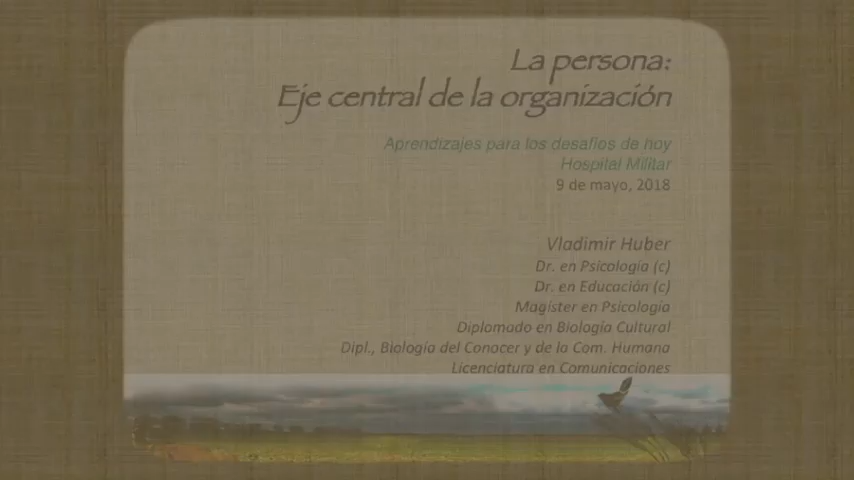 La persona:
Eje central de la organización
Aprendizajes para los desafíos de hoy
Hospital Militar
9 de mayo, 2018
Vladimir Huber
Dr. en Psicología (c)
Dr. en Educación (c)
Magíster en Psicología
Diplomado en Biología Cultural
Dipl., Biología del Conocer y de la Com. Humana
Licenciatura en Comunicaciones